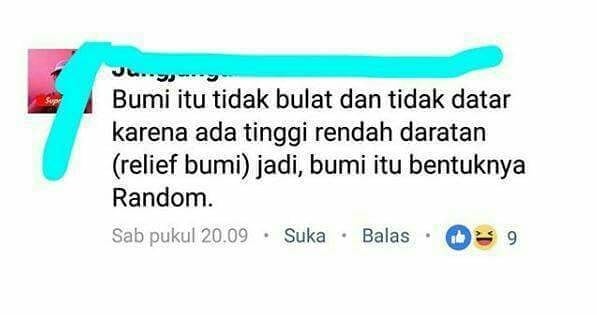 Bumi itu tidak bulat dan tidak datar
karena ada tinggi rendah daratan
(relief bumi) jadi, bumi itu bentuknya
Random.
Sab pukul 20.09 · Suka · Balas · 9